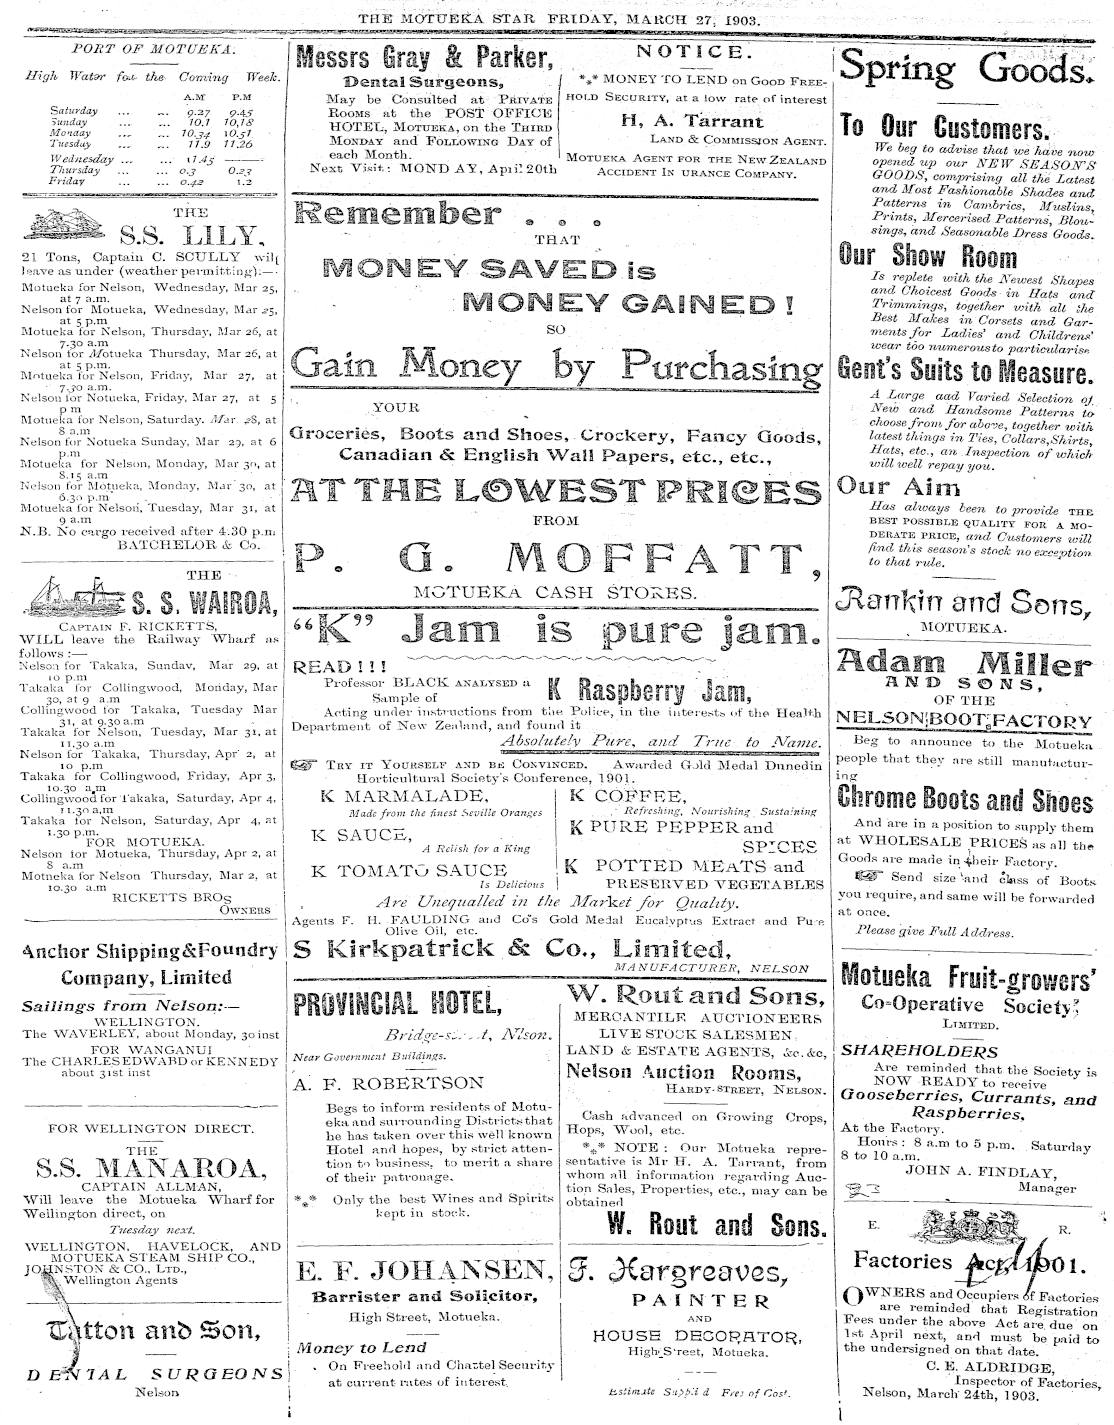 THE MOTUEKA STAR FRIDAY, MARCH 27, 1903.
PORT OF MOTUEKA.
High Water for the Coming Week.
A.M P.M
Saturday ... ... 9.27 9.45
Sunday ... ... 10.1 10,18
Monday ... ... 10.34 10.51
Tuesday ... ... 11.9 11.26
Wednesday ... ... 11.45 ———
Thursday ... ... 0.3 0.23
Friday ... ... 0.42 1.2
THE
S.S. LILY,
21 Tons, Captain C. SCULLY will
leave as under (weather permitting):—
Motueka for Nelson, Wednesday, Mar 25,
at 7 a.m.
Nelson for Motueka, Wednesday, Mar 25,
at 5 p.m
Motueka for Nelson, Thursday, Mar 26, at
7.30 a.m
Nelson for Motueka Thursday, Mar 26, at
at 5 p.m
Motueka for Nelson, Friday, Mar 27, at
7.30 a.m.
Nelson for Notueka, Friday, Mar 27, at 5
p m
Motueka for Nelson, Saturday. Mar 28, at
8 a.m
Nelson for Notueka Sunday, Mar 29, at 6
p.m
Motueka for Nelson, Monday, Mar 30, at
8.15 a.m
Nelson for Motueka, Monday, Mar 30, at
6.30 p.m
Motueka for Nelson, Tuesday, Mar 31, at
9 a.m
N.B. No cargo received after 4.30 p.m
BATCHELOR & Co.
THE
S. S. WAIROA,
CAPTAIN F. RICKETTS,
WILL leave the Railway Wharf as
follows :—
Nelson for Takaka, Sunday, Mar 29, at
10 p.m
Takaka for Collingwood, Monday, Mar
30, at 9 a.m
Collingwood for Takaka, Tuesday Mar
31, at 9.30 a.m
Takaka for Nelson, Tuesday, Mar 31, at
11.30 a.m
Nelson for Takaka, Thursday, Apr 2, at
10 p.m
Takaka for Collingwood, Friday, Apr 3,
10.30 a.m
Collingwood for Takaka, Saturday, Apr 4,
11.30 a,m
Takaka for Nelson, Saturday, Apr 4, at
1.30 p.m.
FOR MOTUEKA.
Nelson for Motueka, Thursday, Apr 2, at
8 a.m
Motneka for Nelson Thursday, Mar 2, at
10.30 a.m
RICKETTS BROS
OWNERS
Anchor Shipping&Foundry
Company, Limited
Sailings from Nelson:—
WELLINGTON.
The WAVERLEY, about Monday, 30 inst
FOR WANGANUI
The CHARLES EDWARD or KENNEDY
about 31st inst
FOR WELLINGTON DIRECT.
THE
S.S. MANAROA,
CAPTAIN ALLMAN,
Will leave the Motueka Wharf for
Wellington direct, on
Tuesday next.
WELLINGTON, HAVELOCK, AND
MOTUEKA STEAM SHIP CO.,
JOHNSTON & CO., LTD.,
Wellington Agents
Tatton and Son,
DENTAL SURGEONS
Nelson
Messrs Gray & Parker,
Dental Surgeons,
May be Consulted at PRIVATE
ROOMS at the POST OFFICE
HOTEL, MOTUEKA, on the THIRD
MONDAY and FOLLOWING DAY of
each Month.
Next Visit: MOND AY, April 20th
NOTICE.
*** MONEY TO LEND on GOOD FREE-
HOLD SECURITY, at a low rate of interest
H, A. Tarrant
LAND & COMMISSION AGENT.
MOTUEKA AGENT FOR THE NEW ZEALAND
ACCIDENT IN URANCE COMPANY.
Remember . . .
THAT
MONEY SAVED is
MONEY GAINED!
SO
Gain Money by Purchasing
YOUR
Groceries, Boots and Shoes, Crockery, Fancy Goods,
Canadian & English Wall Papers, etc., etc.,
AT THE LOWEST PRICES
FROM
P. G. MOFFATT,
MOTUEKA CASH STORES.
"K" Jam is pure jam.
READ!!!
Professor BLACK ANALYSED a
Sample of
K Raspberry Jam,
Acting under instructions from the Police, in the interests of the Health
Department of New Zealand, and found it
Absolutely Pure, and True to Name.
TRY IT YOURSELF AND BE CONVINCED. Awarded Gold Medal Dunedin
Horticultural Society's Conference, 1901.
K MARMALADE,
Made from the finest Seville Oranges
K SAUCE,
A Relish for a King
K TOMATO SAUCE
Is Delicious
K COFFEE,
Refreshing, Nourishing Sustaining
K PURE PEPPER and
SPICES
K POTTED MEATS and
PRESERVED VEGETABLES
Are Unequalled in the Market for Quality.
Agents F. H. FAULDING and Co's Gold Medal Eucalyptus Extract and Pure
Olive Oil, etc.
S Kirkpatrick & Co., Limited,
MANUFACTURER, NELSON
PROVINCIAL HOTEL,
Bridge-s t, Nlson.
Near Government Buildings.
A. F. ROBERTSON
Begs to inform residents of Motu-
eka and surrounding Districts that
he has taken over this well known
Hotel and hopes, by strict atten-
tion to business, to merit a share
of their patronage.
*** Only the best Wines and Spirits
kept in stock.
E. F. JOHANSEN,
Barrister and Solicitor,
High Street, Motueka.
Money to Lend
. On Freehold and Chattel Security
at current rates of interest.
W. Rout and Sons,
MERCANTILE AUCTIONEERS
LIVE STOCK SALESMEN
LAND & ESTATE AGENTS, &c. &c,
Nelson Auction Rooms,
HARDY-STREET, NELSON.
Cash advanced on Growing Crops,
Hops, Wool, etc.
*** NOTE: Our Motueka repre-
sentative is Mr H. A. Tarrant, from
whom all information regarding Auc-
tion Sales, Properties, etc., may can be
obtained
W. Rout and Sons.
F. Hargreaves,
PAINTER
AND
HOUSE DECORATOR,
High Street, Motueka.
Estimate Suppli d Free of Cost.
Spring Goods.
To Our Customers.
We beg to advise that we have now
opened up our NEW SEASON'S
GOODS, comprising all the Latest
and Most Fashionable Shades and
Patterns in Cambrics, Muslins,
Prints, Mercerised Patterns, Blou-
sings, and Seasonable Dress Goods.
Our Show Room
Is replete with the Newest Shapes
and Choicest Goods in Hats and
Trimmings, together with all the
Best Makes in Corsets and Gar-
ments for Ladies' and Childrens'
wear too numerous to particularise
Gent's Suits to Measure.
A Large aad Varied Selection of
New and Handsome Patterns to
choose from for above, together with
latest things in Ties, Collars, Shirts,
Hats, etc., an Inspection of which
will well repay you.
Our Aim
Has always been to provide THE
BEST POSSIBLE QUALITY FOR A MO-
DERATE PRICE, and Customers will
find this season's stock no exception
to that rule.
Rankin and Sons,
MOTUEKA.
Adam Miller
AND SONS,
OF THE
NELSON BOOT FACTORY
Beg to announce to the Motueka
people that they are still manufactur-
ing
Chrome Boots and Shoes
And are in a position to supply them
at WHOLESALE PRICES as all the
Goods are made in their Factory.
Send size and class of Boots
you require, and same will be forwarded
at once.
Please give Full Address.
Motueka Fruit-growers'
Co-Operative Society,
LIMITED.
SHAREHOLDERS
Are reminded that the Society is
NOW READY to receive
Gooseberries, Currants, and
Raspberries,
At the Factory.
Hours: 8 a.m to 5 p.m. Saturday
8 to 10 a.m.
JOHN A. FINDLAY,
Manager
E. R.
Factories Act, 1901.
OWNERS and Occupiers of Factories
are reminded that Registration
Fees under the above Act are due on
1st April next, and must be paid to
the undersigned on that date.
C. E. ALDRIDGE,
Inspector of Factories,
Nelson, March 24th, 1903.